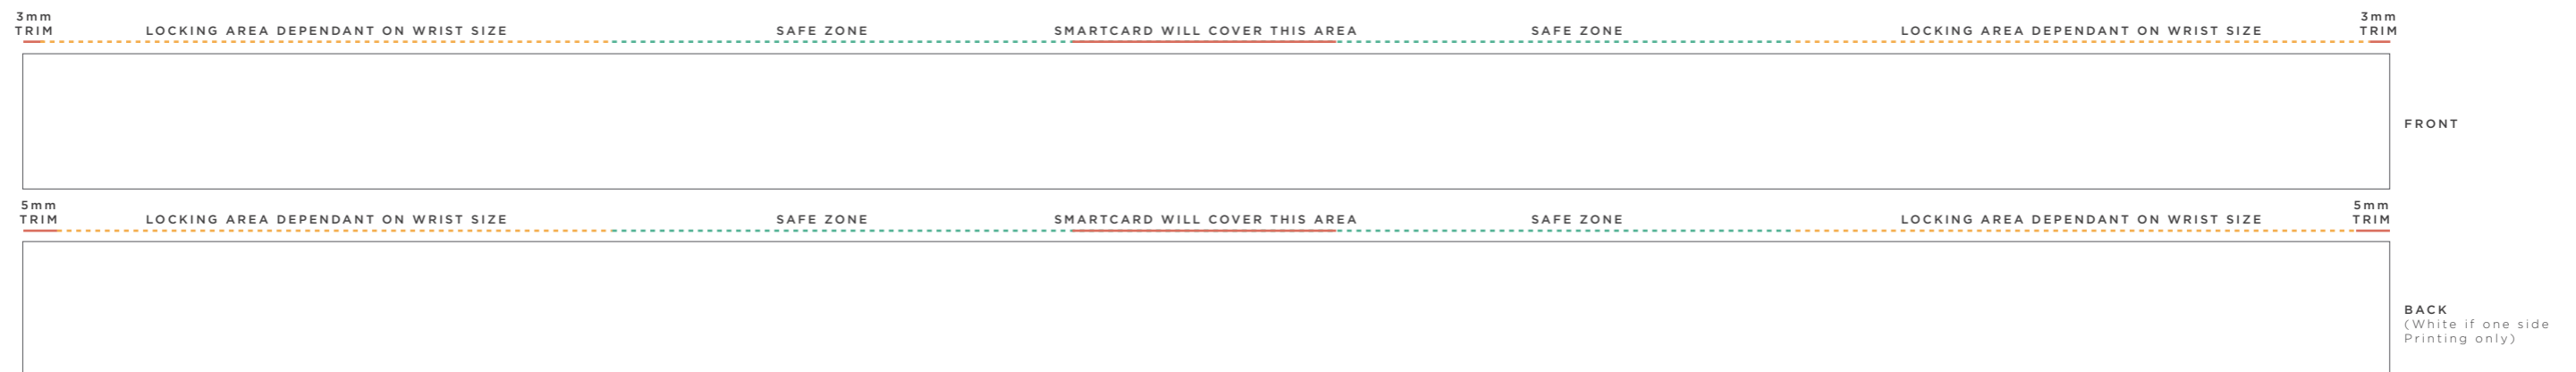 3mm
TRIM
LOCKING AREA DEPENDANT ON WRIST SIZE
SAFE ZONE
SMARTCARD WILL COVER THIS AREA
SAFE ZONE
LOCKING AREA DEPENDANT ON WRIST SIZE
3mm
TRIM
FRONT
5mm
TRIM
LOCKING AREA DEPENDANT ON WRIST SIZE
SAFE ZONE
SMARTCARD WILL COVER THIS AREA
SAFE ZONE
LOCKING AREA DEPENDANT ON WRIST SIZE
5mm
TRIM
BACK
(White if one side
Printing only)